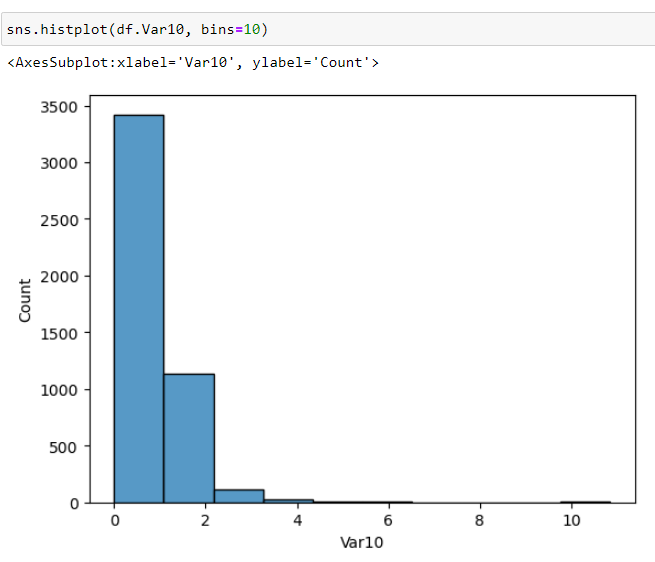 sns.histplot(df.Var10, bins=10)
<AxesSubplot:xlabel='Var10', ylabel='Count'>
3500
3000
2500
2000
1500
1000
500
0
Count
0 2 4 6 8 10
Var10